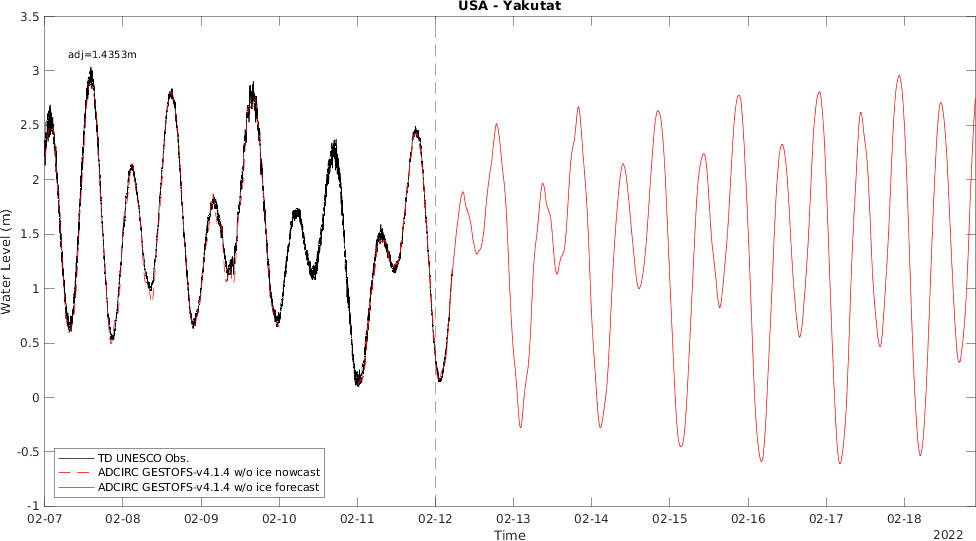 USA - Yakutat
adj=1.4353m
3.5
3
2.5
2
1.5
1
0.5
0
-0.5
-1
Water Level (m)
TD UNESCO Obs.
ADCIRC GESTOFS-v4.1.4 w/o ice nowcast
ADCIRC GESTOFS-v4.1.4 w/o ice forecast
02-07 02-08 02-09 02-10 02-11 02-12 02-13 02-14 02-15 02-16 02-17 02-18
Time
2022